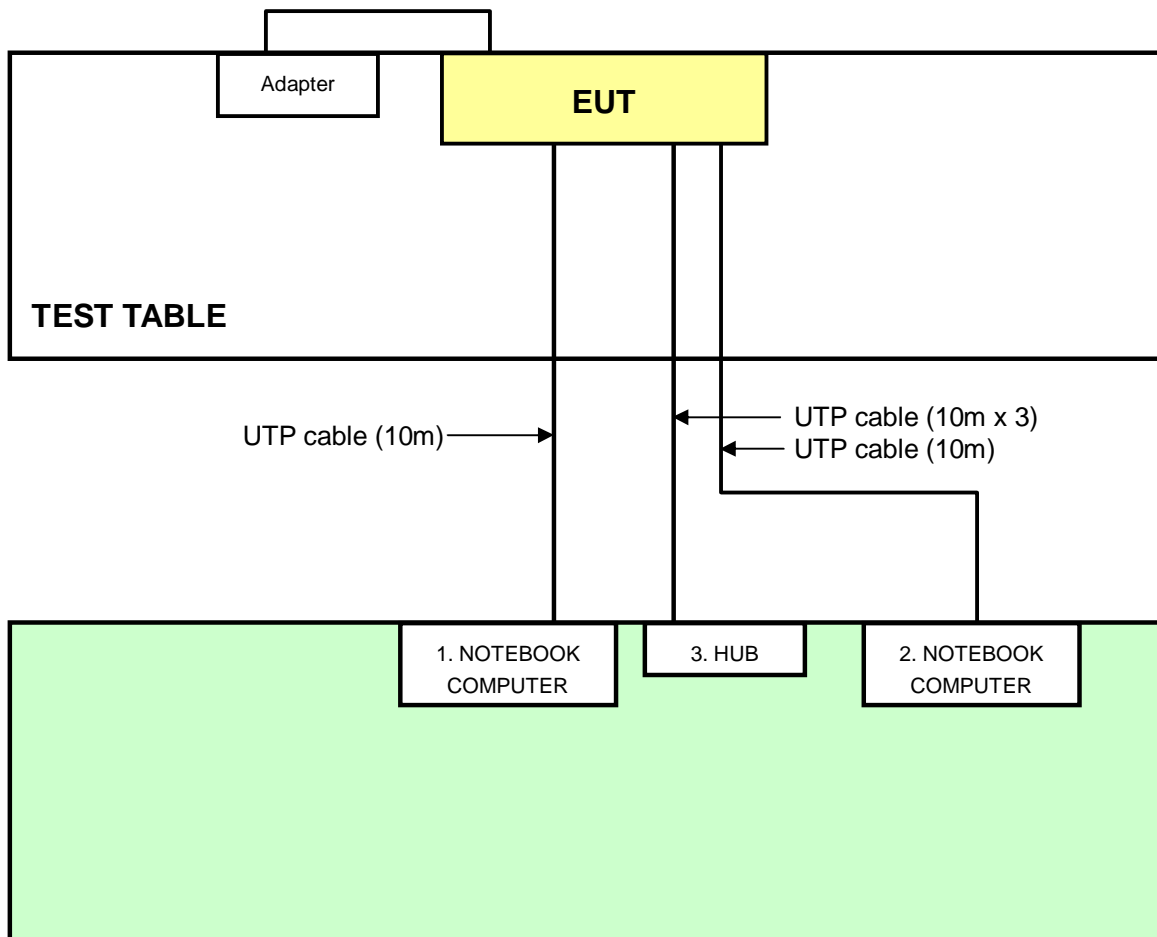 Adapter
EUT
TEST TABLE
UTP cable (10m)
UTP cable (10m x 3)
UTP cable (10m)
1. NOTEBOOK
COMPUTER
3. HUB
2. NOTEBOOK
COMPUTER